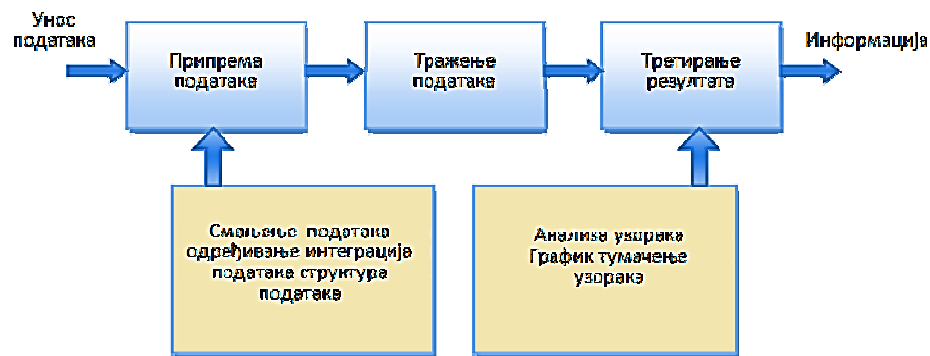 Унос
података
Припрема
података
Тражење
података
Третирање
резултата
Информација
Смањење података
одређивање интеграција
података структура
података
Анализа узорака
График тумачење
узорака